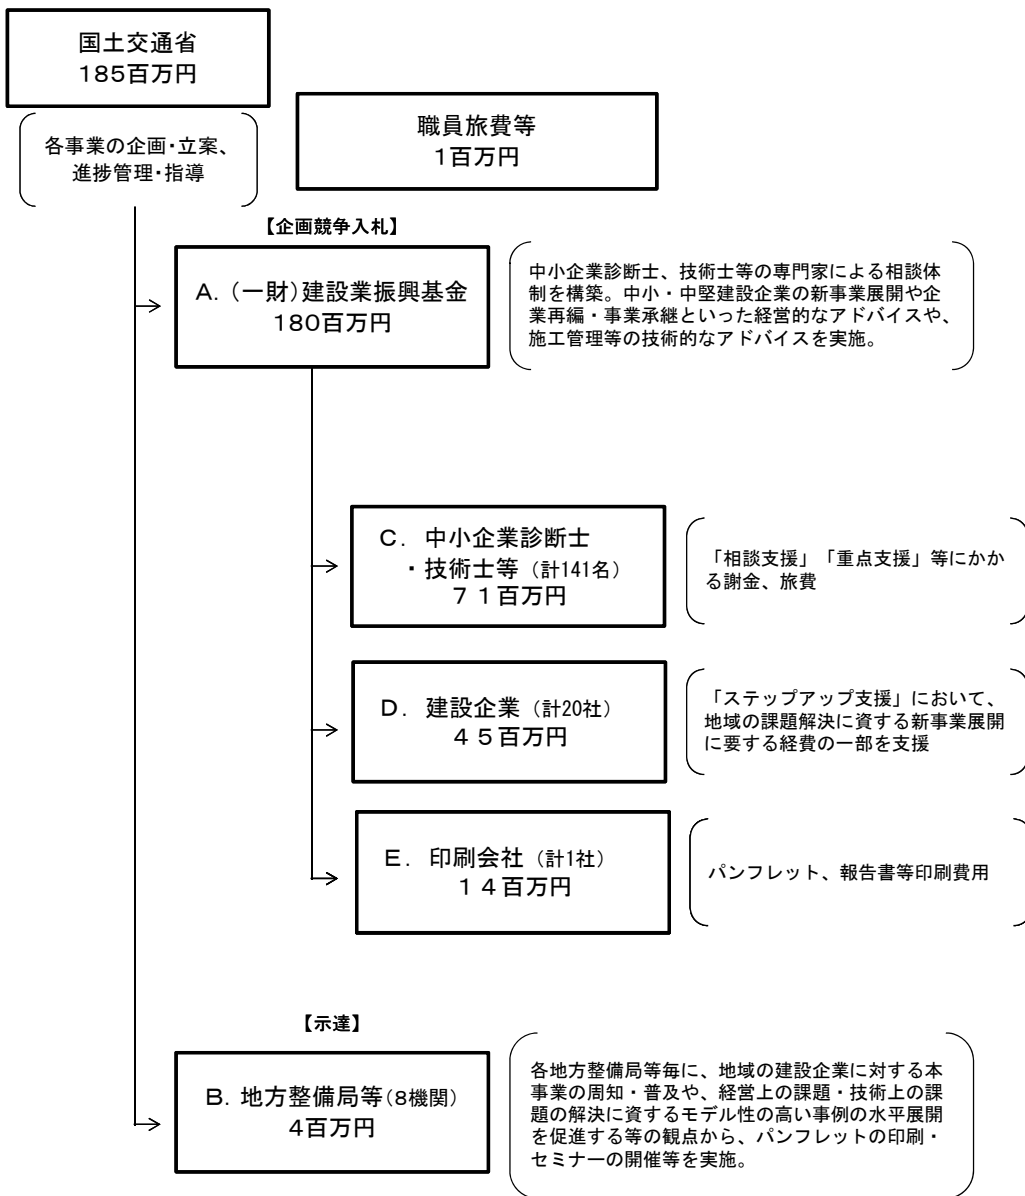 国土交通省
185百万円
各事業の企画・立案、
進捗管理・指導
職員旅費等
1百万円
【企画競争入札】
A.(一財)建設業振興基金
180百万円
中小企業診断士、技術士等の専門家による相談体
制を構築。中小・中堅建設企業の新事業展開や企
業再編・事業承継といった経営的なアドバイスや、
施工管理等の技術的なアドバイスを実施。
C. 中小企業診断士
・技術士等(計141名)
71百万円
「相談支援」「重点支援」等にかか
る謝金、旅費
D. 建設企業(計20社)
45百万円
「ステップアップ支援」において、
地域の課題解決に資する新事業展開
に要する経費の一部を支援
E. 印刷会社(計1社)
14百万円
パンフレット、報告書等印刷費用
【示達】
B. 地方整備局等(8機関)
4百万円
各地方整備局等毎に、地域の建設企業に対する本
事業の周知・普及や、経営上の課題・技術上の課
題の解決に資するモデル性の高い事例の水平展開
を促進する等の観点から、パンフレットの印刷・
セミナーの開催等を実施。